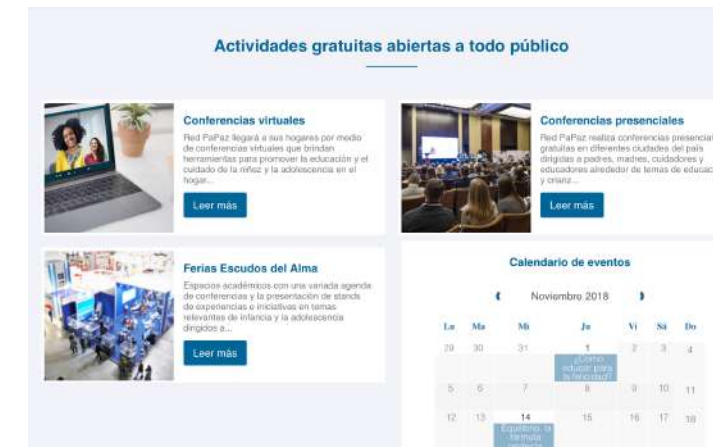 Actividades gratuitas abiertas a todo público
Conferencias virtuales
Red PaPaz llegará a sus hogares por medio
de conferencias virtuales que brindan
herramientas para promover la educación y el
cuidado de la niñez y la adolescencia en el
hogar...
Leer más
Conferencias presenciales
Red PaPaz realiza conferencias presencial
gratuitas en diferentes ciudades del país
dirigidas a padres, madres, cuidadores y
educadores alrededor de temas de educac
y crianz...
Leer más
Ferias Escudos del Alma
Espacios académicos con una variada agenda
de conferencias y la presentación de stands
de experiencias o iniciativas en temas
relevantes de infancia y la adolescencia
dirigidos a...
Leer más
Calendario de eventos
Noviembre 2018
Lu Ma Mi Ju Vi Sá Do
29 30 31 1 2 3 4
¿Cómo
educar para
la felicidad?
5 6 7 8 9 10 11
12 13 14 15 16 17 18
Equilibrio, la
fórmula